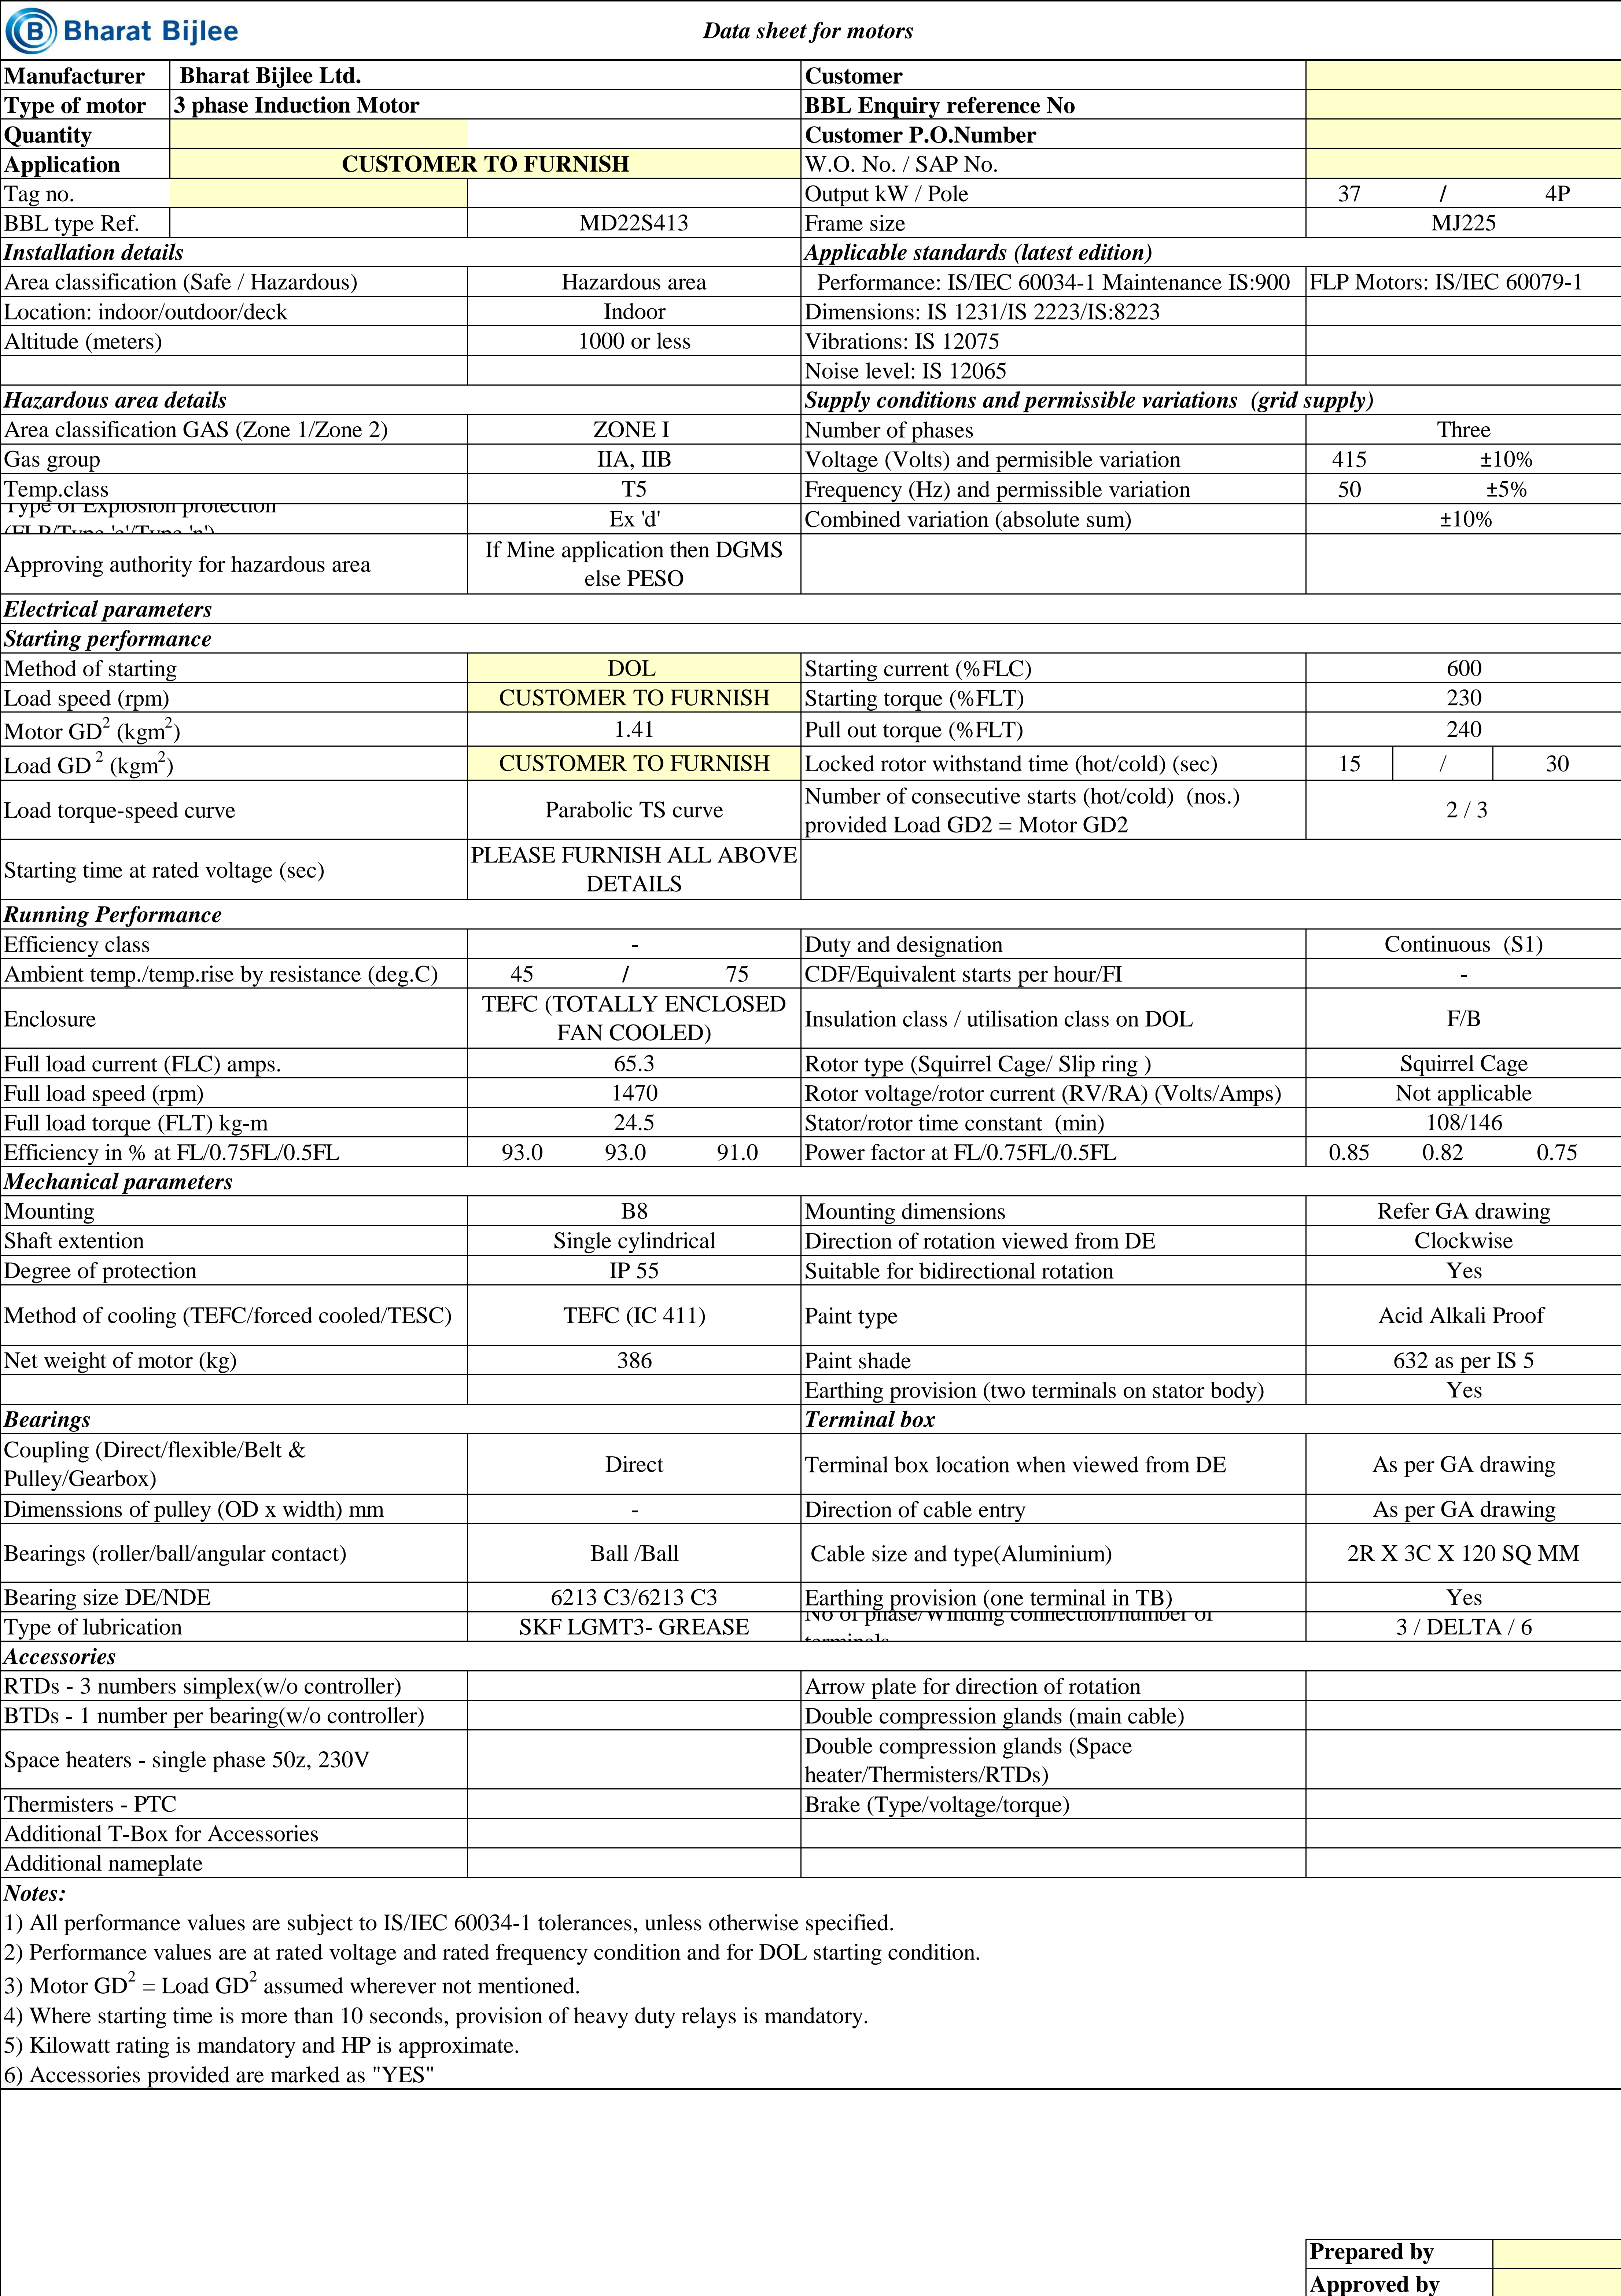 Bharat Bijlee
Data sheet for motors
Manufacturer Bharat Bijlee Ltd. Customer
Type of motor 3 phase Induction Motor BBL Enquiry reference No
Quantity Customer P.O.Number
Application CUSTOMER TO FURNISH W.O. No. / SAP No.
Tag no. Output kW / Pole 37 / 4P
BBL type Ref. MD22S413 Frame size MJ225
Installation details Applicable standards (latest edition)
Area classification (Safe / Hazardous) Hazardous area Performance: IS/IEC 60034-1 Maintenance IS:900 FLP Motors: IS/IEC 60079-1
Location: indoor/outdoor/deck Indoor Dimensions: IS 1231/IS 2223/IS:8223
Altitude (meters) 1000 or less Vibrations: IS 12075
Noise level: IS 12065
Hazardous area details Supply conditions and permissible variations (grid supply)
Area classification GAS (Zone 1/Zone 2) ZONE I Number of phases Three
Gas group IIA, IIB Voltage (Volts) and permisible variation 415 ±10%
Temp.class T5 Frequency (Hz) and permissible variation 50 ±5%
Type of Explosion protection
(FLP/Type 'e'/Type 'n') Ex 'd' Combined variation (absolute sum) ±10%
Approving authority for hazardous area If Mine application then DGMS
else PESO
Electrical parameters
Starting performance
Method of starting DOL Starting current (%FLC) 600
Load speed (rpm) CUSTOMER TO FURNISH Starting torque (%FLT) 230
Motor GD2 (kgm2) 1.41 Pull out torque (%FLT) 240
Load GD 2 (kgm2) CUSTOMER TO FURNISH Locked rotor withstand time (hot/cold) (sec) 15 / 30
Load torque-speed curve Parabolic TS curve Number of consecutive starts (hot/cold) (nos.)
provided Load GD2 = Motor GD2 2 / 3
Starting time at rated voltage (sec) PLEASE FURNISH ALL ABOVE
DETAILS
Running Performance
Efficiency class - Duty and designation Continuous (S1)
Ambient temp./temp.rise by resistance (deg.C) 45 / 75 CDF/Equivalent starts per hour/FI -
Enclosure TEFC (TOTALLY ENCLOSED
FAN COOLED) Insulation class / utilisation class on DOL F/B
Full load current (FLC) amps. 65.3 Rotor type (Squirrel Cage/ Slip ring ) Squirrel Cage
Full load speed (rpm) 1470 Rotor voltage/rotor current (RV/RA) (Volts/Amps) Not applicable
Full load torque (FLT) kg-m 24.5 Stator/rotor time constant (min) 108/146
Efficiency in % at FL/0.75FL/0.5FL 93.0 93.0 91.0 Power factor at FL/0.75FL/0.5FL 0.85 0.82 0.75
Mechanical parameters
Mounting B8 Mounting dimensions Refer GA drawing
Shaft extention Single cylindrical Direction of rotation viewed from DE Clockwise
Degree of protection IP 55 Suitable for bidirectional rotation Yes
Method of cooling (TEFC/forced cooled/TESC) TEFC (IC 411) Paint type Acid Alkali Proof
Net weight of motor (kg) 386 Paint shade 632 as per IS 5
Earthing provision (two terminals on stator body) Yes
Bearings Terminal box
Coupling (Direct/flexible/Belt &
Pulley/Gearbox) Direct Terminal box location when viewed from DE As per GA drawing
Dimenssions of pulley (OD x width) mm - Direction of cable entry As per GA drawing
Bearings (roller/ball/angular contact) Ball /Ball Cable size and type(Aluminium) 2R X 3C X 120 SQ MM
Bearing size DE/NDE 6213 C3/6213 C3 Earthing provision (one terminal in TB) Yes
Type of lubrication SKF LGMT3- GREASE No of phase/Winding connection/number of
terminals 3 / DELTA / 6
Accessories
RTDs - 3 numbers simplex(w/o controller) Arrow plate for direction of rotation
BTDs - 1 number per bearing(w/o controller) Double compression glands (main cable)
Space heaters - single phase 50z, 230V Double compression glands (Space
heater/Thermisters/RTDs)
Thermisters - PTC Brake (Type/voltage/torque)
Additional T-Box for Accessories
Additional nameplate
Notes:
1) All performance values are subject to IS/IEC 60034-1 tolerances, unless otherwise specified.
2) Performance values are at rated voltage and rated frequency condition and for DOL starting condition.
3) Motor GD2 = Load GD2 assumed wherever not mentioned.
4) Where starting time is more than 10 seconds, provision of heavy duty relays is mandatory.
5) Kilowatt rating is mandatory and HP is approximate.
6) Accessories provided are marked as "YES"
Prepared by
Approved by